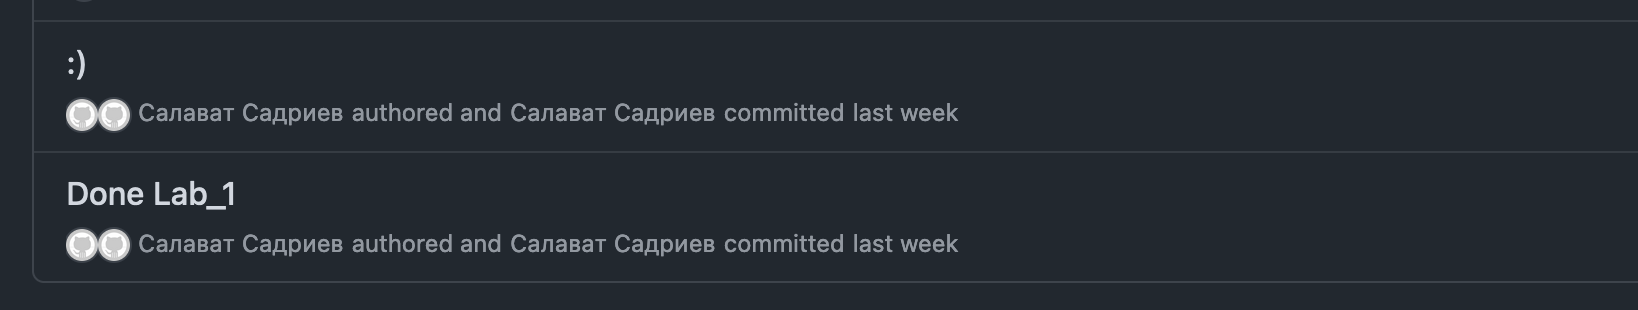 :)
Салават Садриев authored and Салават Садриев committed last week
Done Lab_1
Салават Садриев authored and Салават Садриев committed last week